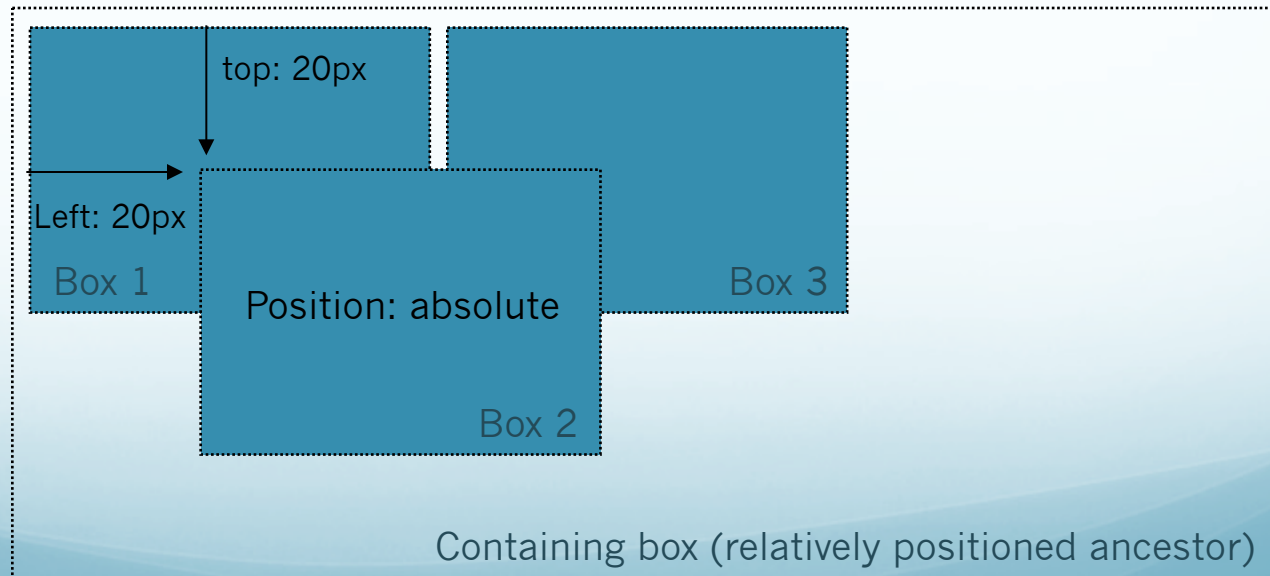 top: 20px
Left: 20px
Box 1
Position: absolute
Box 3
Box 2
Containing box (relatively positioned ancestor)